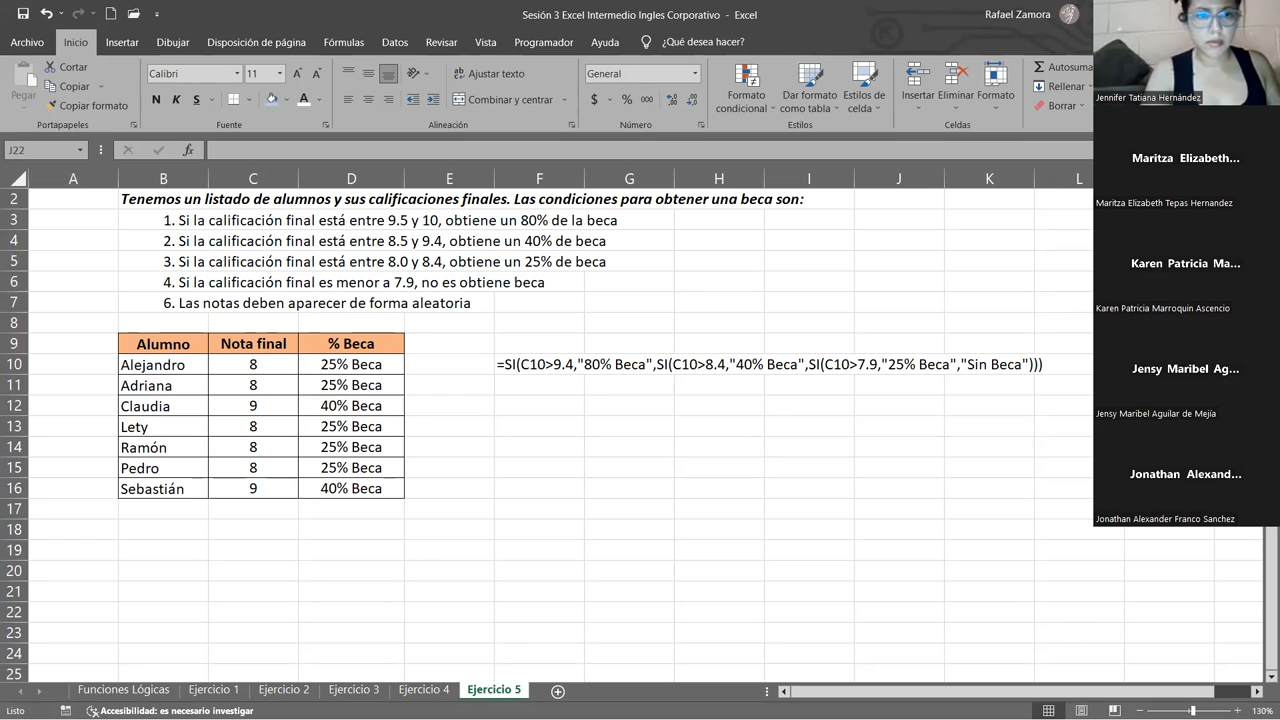 Sesión 3 Excel Intermedio Ingles Corporativo - Excel
Rafael Zamora
Archivo Inicio Insertar Dibujar Disposición de página Fórmulas Datos Revisar Vista Programador Ayuda ¿Qué desea hacer?
Pegar
Cortar
Copiar
Copiar formato
Portapapeles
Calibri 11
N K S
Fuente
Ajustar texto
Combinar y centrar
Alineación
General
$ % 000
Número
Formato condicional
Dar formato como tabla
Estilos de celda
Estilos
Insertar Eliminar Formato
Celdas
Autosuma
Rellenar
Borrar
J22
fx
A B C D E F G H I J K L
2 Tenemos un listado de alumnos y sus calificaciones finales. Las condiciones para obtener una beca son:
3 1. Si la calificación final está entre 9.5 y 10, obtiene un 80% de la beca
4 2. Si la calificación final está entre 8.5 y 9.4, obtiene un 40% de beca
5 3. Si la calificación final está entre 8.0 y 8.4, obtiene un 25% de beca
6 4. Si la calificación final es menor a 7.9, no es obtiene beca
7 6. Las notas deben aparecer de forma aleatoria
8
9 Alumno Nota final % Beca
10 Alejandro 8 25% Beca =SI(C10>9.4,"80% Beca",SI(C10>8.4,"40% Beca",SI(C10>7.9,"25% Beca","Sin Beca")))
11 Adriana 8 25% Beca
12 Claudia 9 40% Beca
13 Lety 8 25% Beca
14 Ramón 8 25% Beca
15 Pedro 8 25% Beca
16 Sebastián 9 40% Beca
17
18
19
20
21
22
23
24
25
Funciones Lógicas Ejercicio 1 Ejercicio 2 Ejercicio 3 Ejercicio 4 Ejercicio 5
Listo Accesibilidad: es necesario investigar 130%
Jennifer Tatiana Hernández
Maritza Elizabeth...
Maritza Elizabeth Tepas Hernandez
Karen Patricia Ma...
Karen Patricia Marroquin Ascencio
Jensy Maribel Ag...
Jensy Maribel Aguilar de Mejía
Jonathan Alexand...
Jonathan Alexander Franco Sanchez